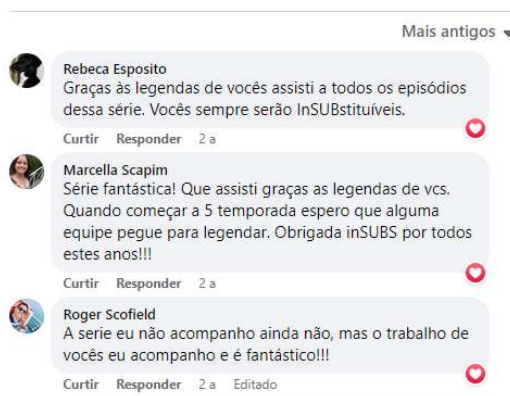 Mais antigos
Rebeca Esposito
Graças às legendas de vocês assisti a todos os episódios
dessa série. Vocês sempre serão InSUBstituíveis.
Curtir Responder 2 a
Marcella Scapim
Série fantástica! Que assisti graças as legendas de vcs.
Quando começar a 5 temporada espero que alguma
equipe pegue para legendar. Obrigada inSUBS por todos
estes anos!!!
Curtir Responder 2 a
Roger Scofield
A serie eu não acompanho ainda não, mas o trabalho de
vocês eu acompanho e é fantástico!!!
Curtir Responder 2 a Editado